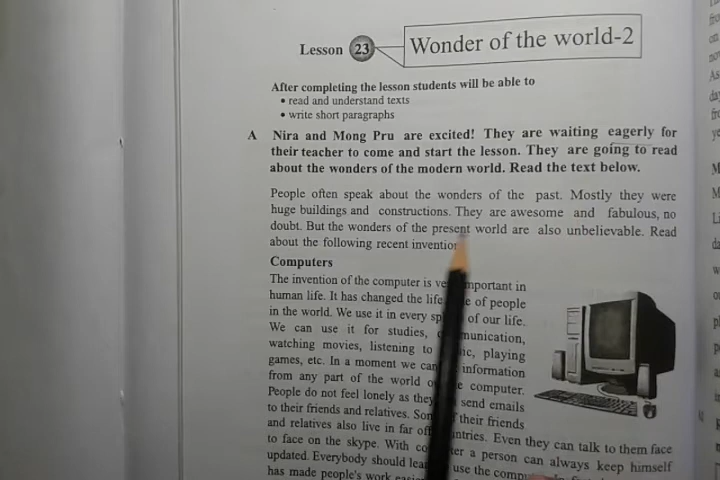 Lesson 23 Wonder of the world-2
After completing the lesson students will be able to
• read and understand texts
• write short paragraphs
A Nira and Mong Pru are excited! They are waiting eagerly for
their teacher to come and start the lesson. They are going to read
about the wonders of the modern world. Read the text below.
People often speak about the wonders of the past. Mostly they were
huge buildings and constructions. They are awesome and fabulous, no
doubt. But the wonders of the present world are also unbelievable. Read
about the following recent invention
Computers
The invention of the computer is very important in
human life. It has changed the life of people
in the world. We use it in every of our life.
We can use it for studies,
watching movies, listening to playing
games, etc. In a moment we can information
from any part of the world computer.
People do not feel lonely as they send emails
to their friends and relatives. their friends
and relatives also live in far off Even they can talk to them face
to face on the skype. With a person can always keep himself
updated. Everybody should use the
has made people's work